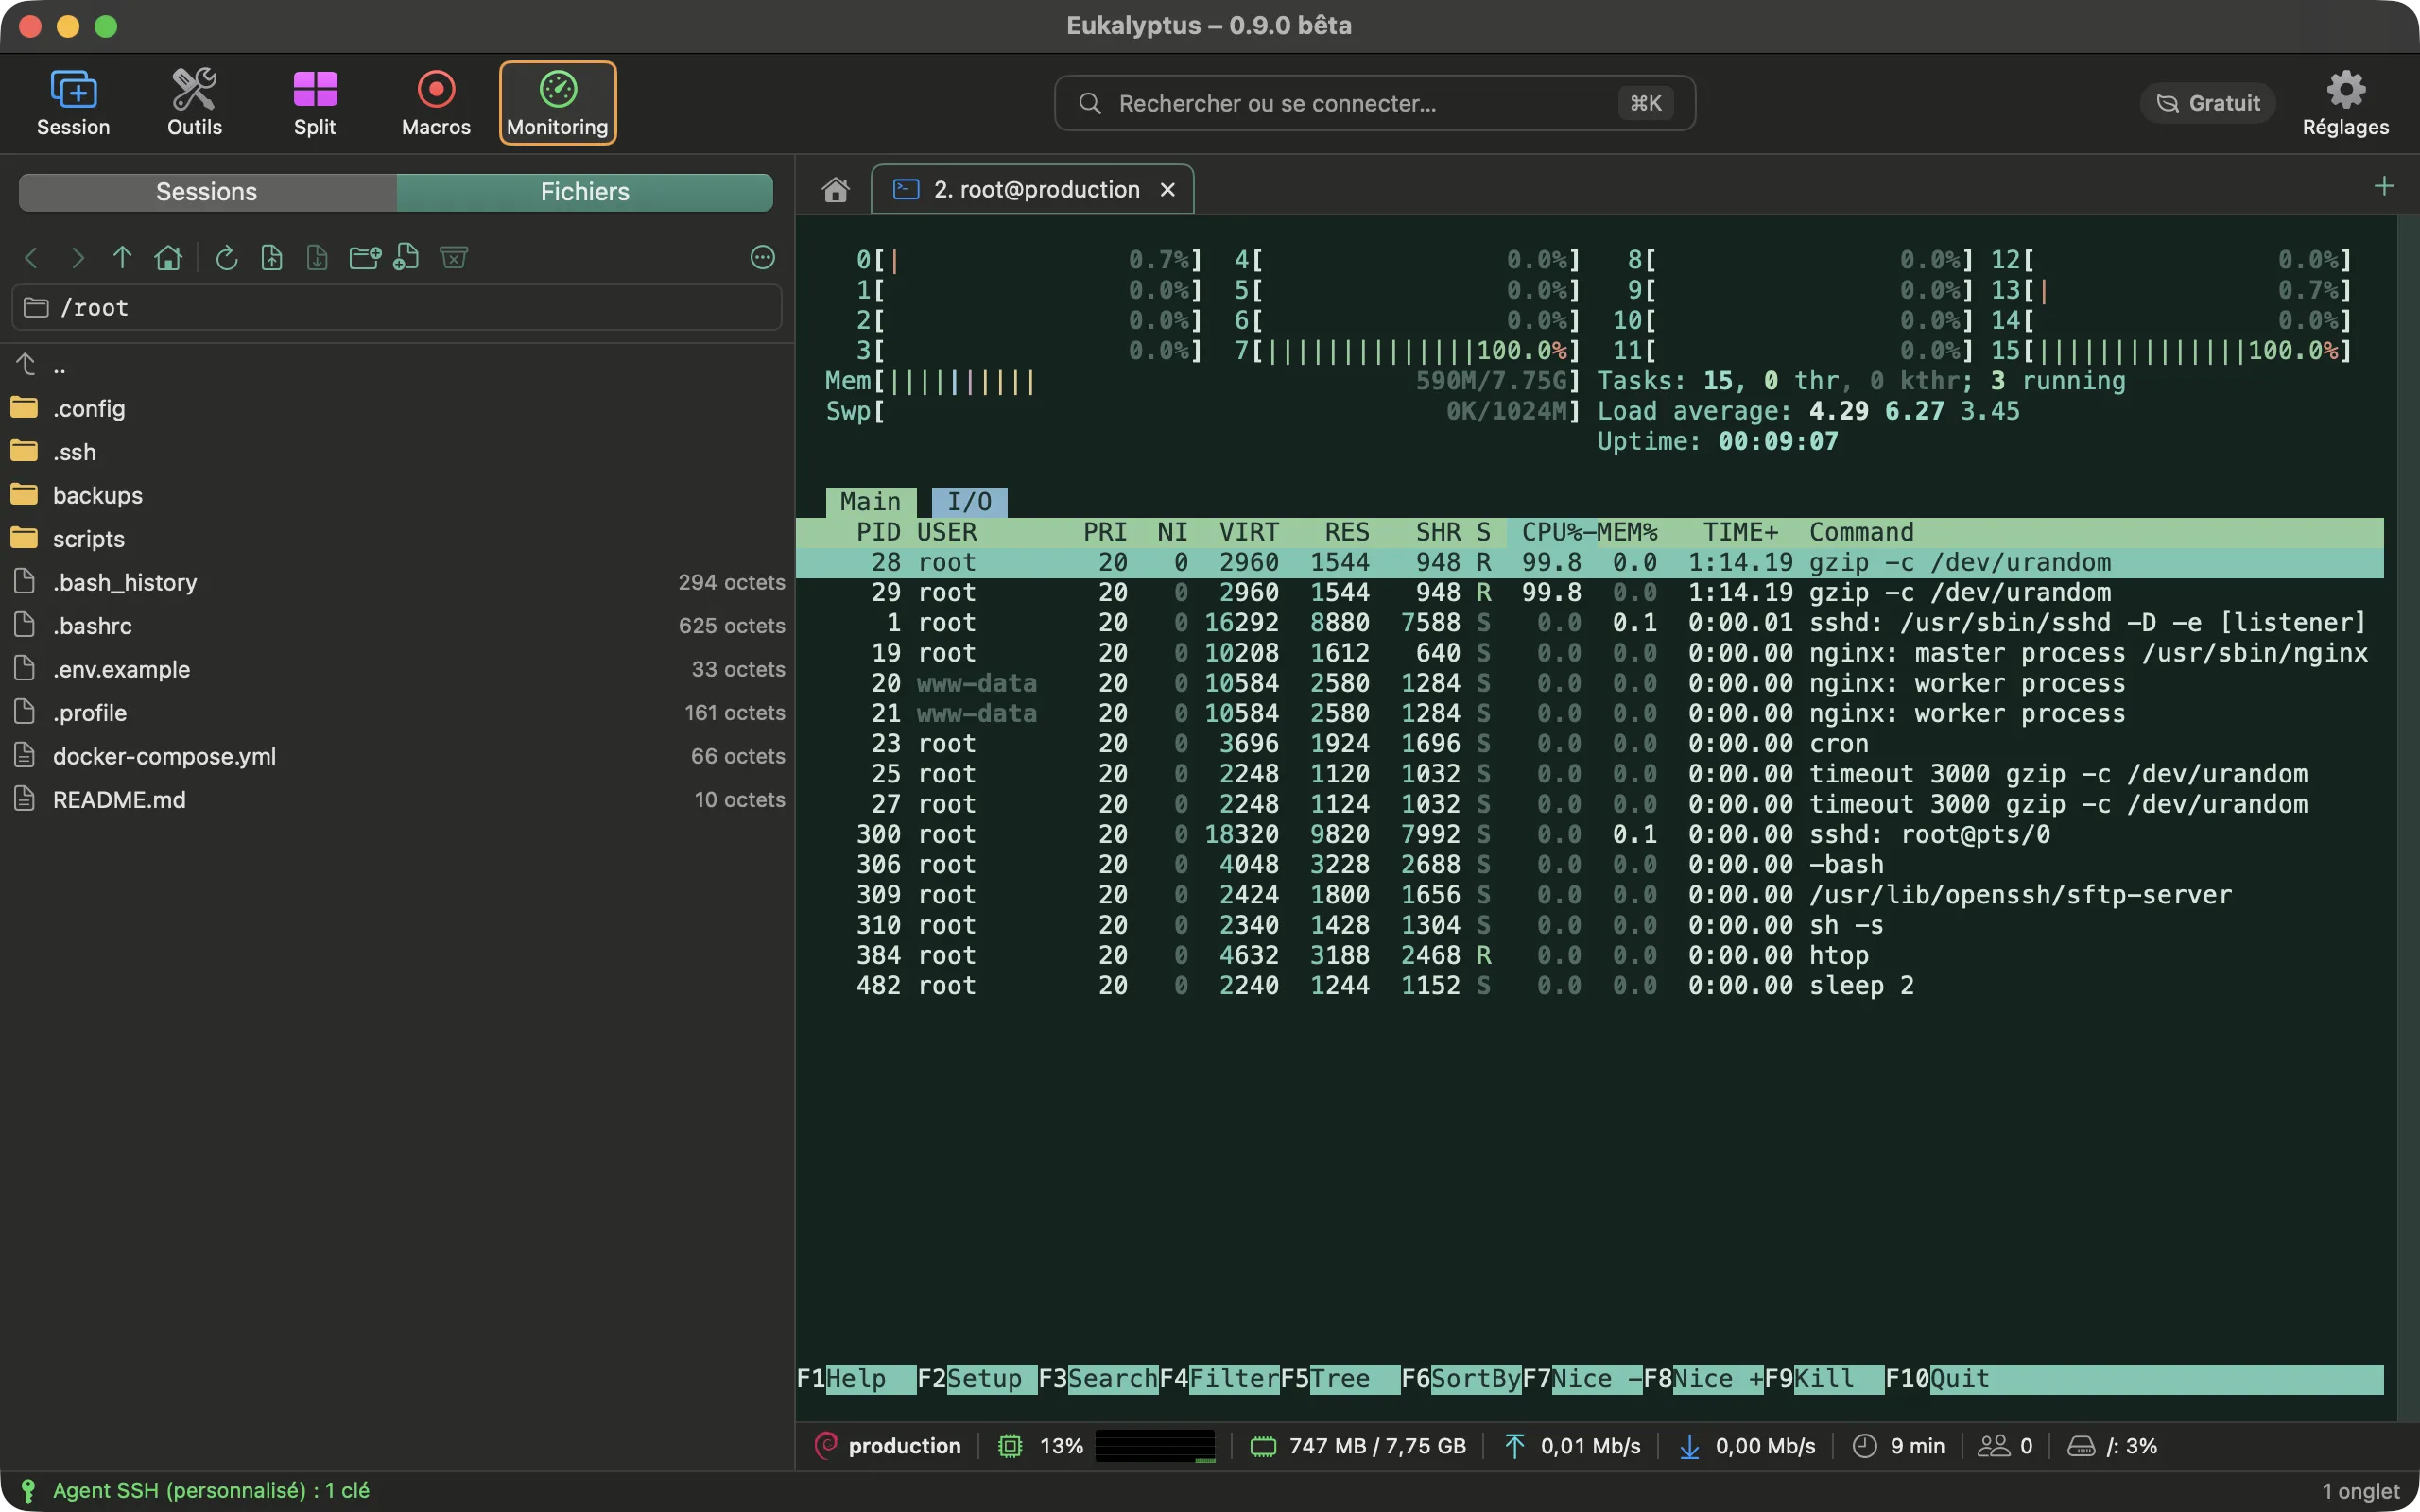 Eukalyptus – 0.9.0 bêta
Session Outils Split Macros Monitoring Rechercher ou se connecter... ⌘K Gratuit Réglages
Sessions Fichiers
/root
..
.config
.ssh
backups
scripts
.bash_history 294 octets
.bashrc 625 octets
.env.example 33 octets
.profile 161 octets
docker-compose.yml 66 octets
README.md 10 octets
2. root@production ✕ +
0[| 0.7%] 4[ 0.0%] 8[ 0.0%] 12[ 0.0%]
1[ 0.0%] 5[ 0.0%] 9[ 0.0%] 13[| 0.7%]
2[ 0.0%] 6[ 0.0%] 10[ 0.0%] 14[ 0.0%]
3[ 0.0%] 7[||||||||||||||100.0%] 11[ 0.0%] 15[||||||||||||||100.0%]
Mem[|||||||||| 590M/7.75G] Tasks: 15, 0 thr, 0 kthr; 3 running
Swp[ 0K/1024M] Load average: 4.29 6.27 3.45
Uptime: 00:09:07
Main I/O
PID USER PRI NI VIRT RES SHR S CPU%-MEM% TIME+ Command
28 root 20 0 2960 1544 948 R 99.8 0.0 1:14.19 gzip -c /dev/urandom
29 root 20 0 2960 1544 948 R 99.8 0.0 1:14.19 gzip -c /dev/urandom
1 root 20 0 16292 8880 7588 S 0.0 0.1 0:00.01 sshd: /usr/sbin/sshd -D -e [listener]
19 root 20 0 10208 1612 640 S 0.0 0.0 0:00.00 nginx: master process /usr/sbin/nginx
20 www-data 20 0 10584 2580 1284 S 0.0 0.0 0:00.00 nginx: worker process
21 www-data 20 0 10584 2580 1284 S 0.0 0.0 0:00.00 nginx: worker process
23 root 20 0 3696 1924 1696 S 0.0 0.0 0:00.00 cron
25 root 20 0 2248 1120 1032 S 0.0 0.0 0:00.00 timeout 3000 gzip -c /dev/urandom
27 root 20 0 2248 1124 1032 S 0.0 0.0 0:00.00 timeout 3000 gzip -c /dev/urandom
300 root 20 0 18320 9820 7992 S 0.0 0.1 0:00.00 sshd: root@pts/0
306 root 20 0 4048 3228 2688 S 0.0 0.0 0:00.00 -bash
309 root 20 0 2424 1800 1656 S 0.0 0.0 0:00.00 /usr/lib/openssh/sftp-server
310 root 20 0 2340 1428 1304 S 0.0 0.0 0:00.00 sh -s
384 root 20 0 4632 3188 2468 R 0.0 0.0 0:00.00 htop
482 root 20 0 2240 1244 1152 S 0.0 0.0 0:00.00 sleep 2
F1Help F2Setup F3SearchF4FilterF5Tree F6SortByF7Nice -F8Nice +F9Kill F10Quit
production 13% 747 MB / 7,75 GB 0,01 Mb/s 0,00 Mb/s 9 min 0 /: 3%
Agent SSH (personnalisé) : 1 clé 1 onglet